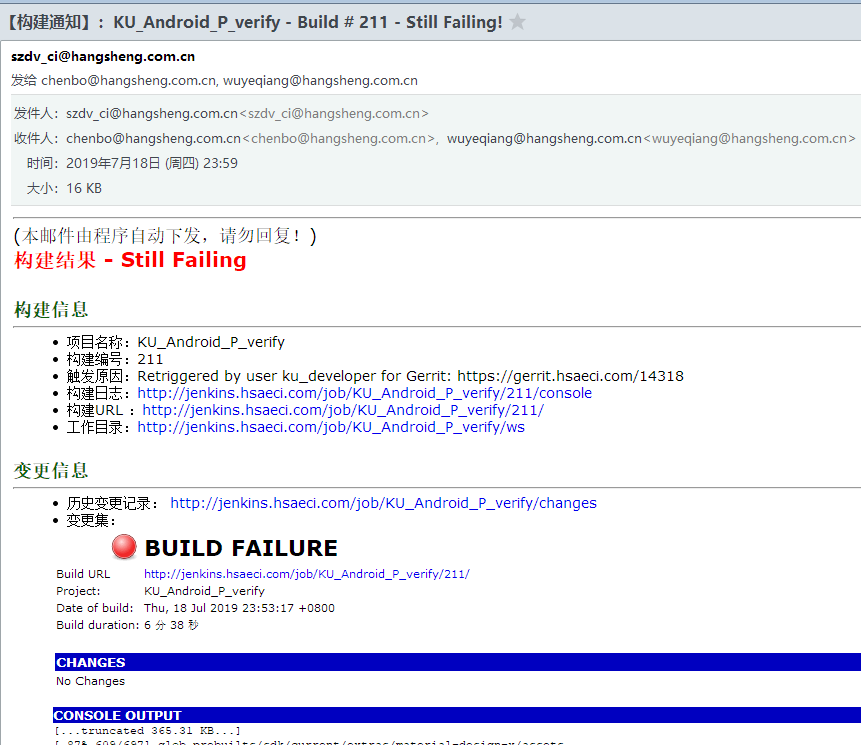 【构建通知】: KU_Android_P_verify - Build # 211 - Still Failing!
szdv_ci@hangsheng.com.cn
发给 chenbo@hangsheng.com.cn, wuyeqiang@hangsheng.com.cn
发件人: szdv_ci@hangsheng.com.cn<szdv_ci@hangsheng.com.cn>
收件人: chenbo@hangsheng.com.cn<chenbo@hangsheng.com.cn>, wuyeqiang@hangsheng.com.cn<wuyeqiang@hangsheng.com.cn>
时间: 2019年7月18日 (周四) 23:59
大小: 16 KB
(本邮件由程序自动下发，请勿回复！)
构建结果 - Still Failing
构建信息
• 项目名称：KU_Android_P_verify
• 构建编号：211
• 触发原因：Retriggered by user ku_developer for Gerrit: https://gerrit.hsaeci.com/14318
• 构建日志：http://jenkins.hsaeci.com/job/KU_Android_P_verify/211/console
• 构建URL ：http://jenkins.hsaeci.com/job/KU_Android_P_verify/211/
• 工作目录：http://jenkins.hsaeci.com/job/KU_Android_P_verify/ws
变更信息
• 历史变更记录： http://jenkins.hsaeci.com/job/KU_Android_P_verify/changes
• 变更集：
BUILD FAILURE
Build URL http://jenkins.hsaeci.com/job/KU_Android_P_verify/211/
Project: KU_Android_P_verify
Date of build: Thu, 18 Jul 2019 23:53:17 +0800
Build duration: 6 分 38 秒
CHANGES
No Changes
CONSOLE OUTPUT
[...truncated 365.31 KB...]
[ 87% 609/697] glob prebuilts/sdk/current/extras/material-design-x/assets